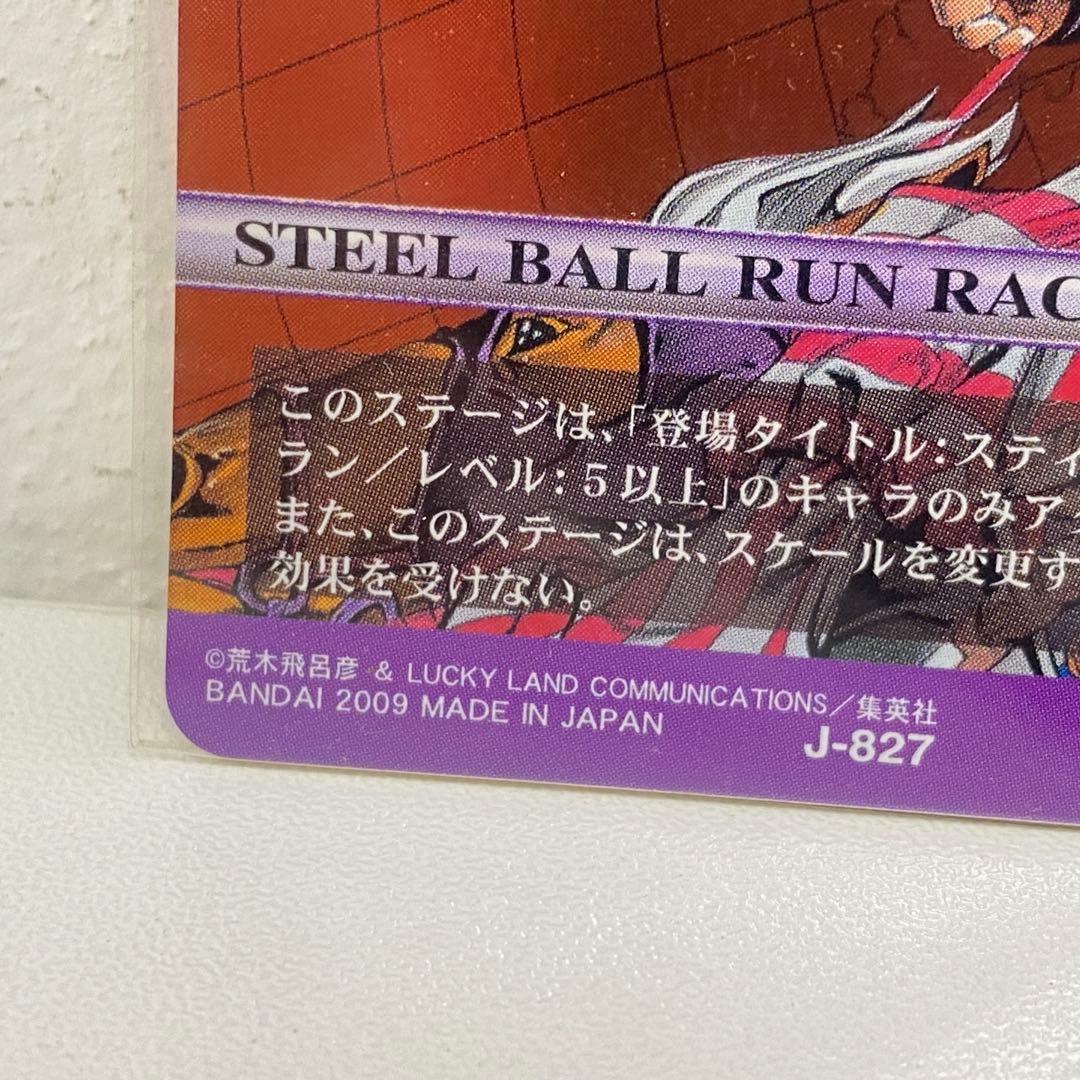 STEEL BALL RUN RAC
このステージは、「登場タイトル:スティ
ラン／レベル:5以上」のキャラのみア
また、このステージは、スケールを変更す
効果を受けない。
©荒木飛呂彦 & LUCKY LAND COMMUNICATIONS／集英社
BANDAI 2009 MADE IN JAPAN
J-827